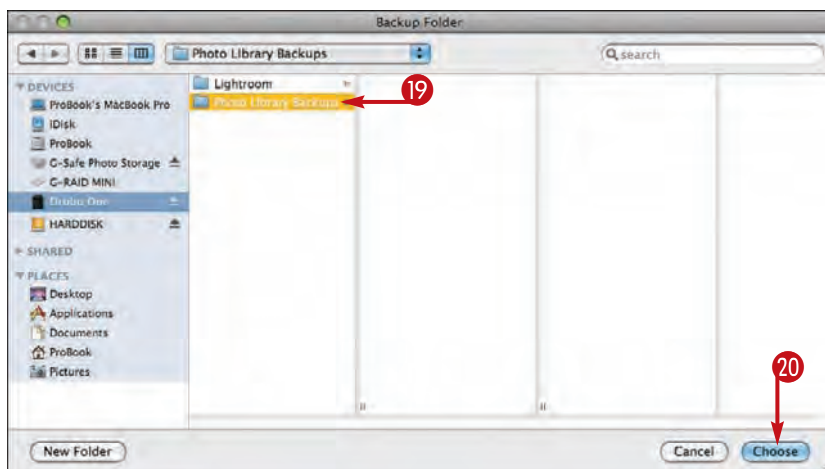 Backup Folder
Photo Library Backups
search
DEVICES
ProBook's MacBook Pro
iDisk
ProBook
G-Safe Photo Storage
G-RAID MINI
Drobo One
HARDDISK
SHARED
PLACES
Desktop
Applications
Documents
ProBook
Pictures
Lightroom
Photo Library Backups
19
20
New Folder
Cancel
Choose